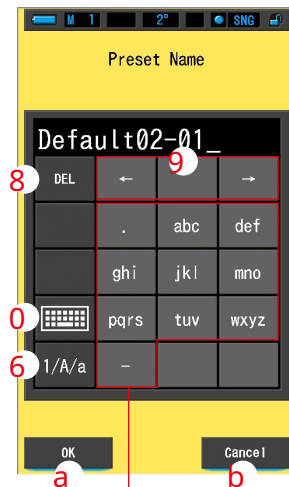 M 1 2° SNG
Preset Name
Default02-01_
8 DEL ← 9 →
. abc def
ghi jkl mno
0 pqrs tuv wxyz
6 1/A/a −
OK Cancel
a b